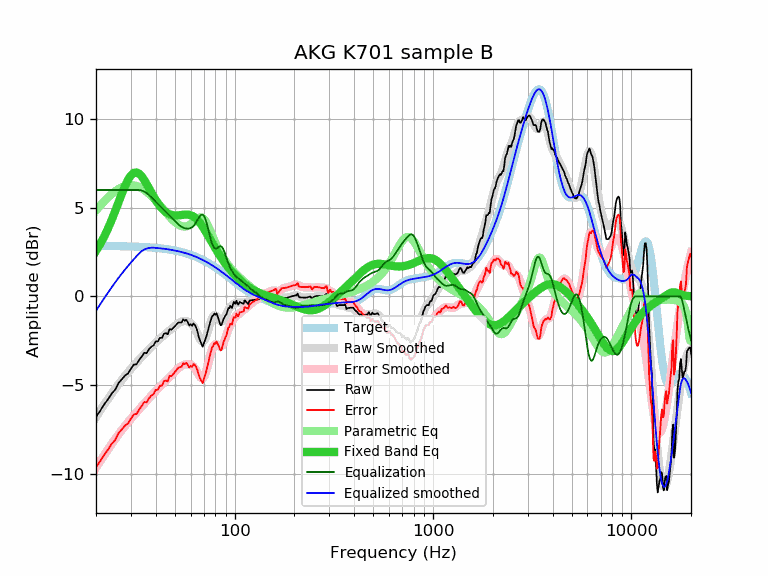 AKG K701 sample B
Amplitude (dBr)
10
5
0
−5
−10
Target
Raw Smoothed
Error Smoothed
Raw
Error
Parametric Eq
Fixed Band Eq
Equalization
Equalized smoothed
100 1000 10000
Frequency (Hz)